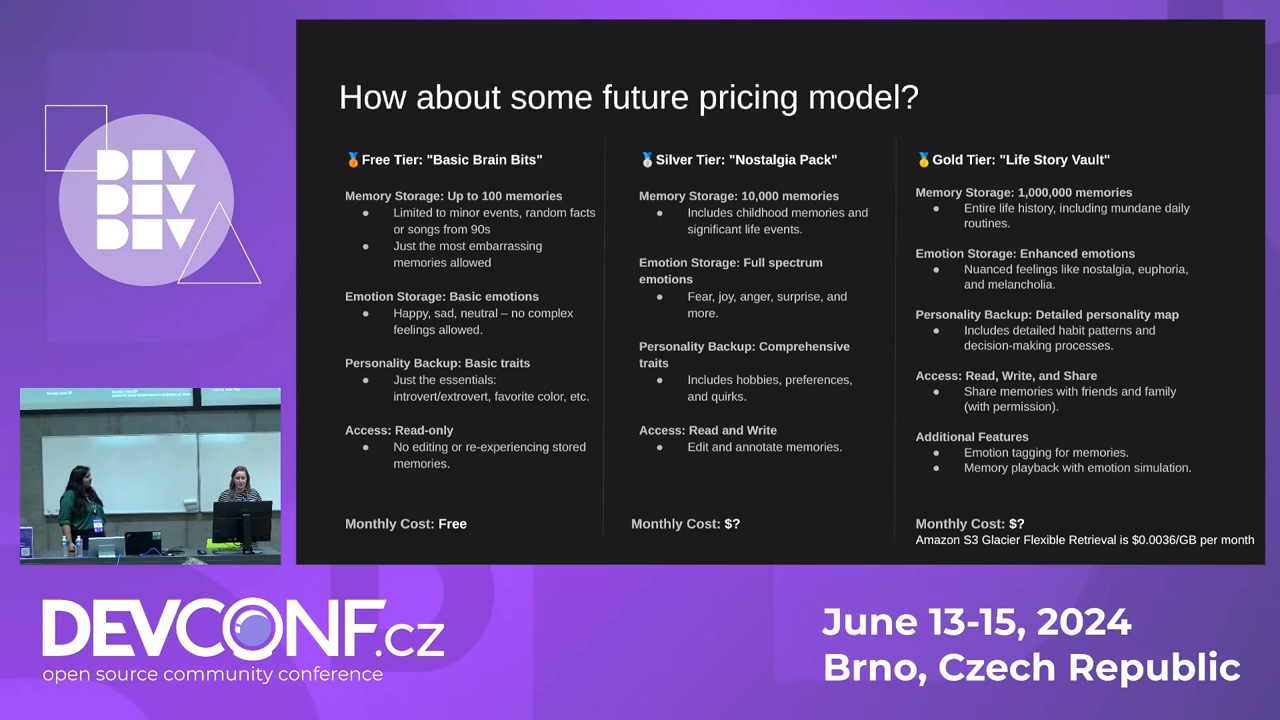 DEV
DEV
DEV
How about some future pricing model?
🥉Free Tier: "Basic Brain Bits"
Memory Storage: Up to 100 memories
● Limited to minor events, random facts
or songs from 90s
● Just the most embarrassing
memories allowed
Emotion Storage: Basic emotions
● Happy, sad, neutral – no complex
feelings allowed.
Personality Backup: Basic traits
● Just the essentials:
introvert/extrovert, favorite color, etc.
Access: Read-only
● No editing or re-experiencing stored
memories.
Monthly Cost: Free
🥈Silver Tier: "Nostalgia Pack"
Memory Storage: 10,000 memories
● Includes childhood memories and
significant life events.
Emotion Storage: Full spectrum
emotions
● Fear, joy, anger, surprise, and
more.
Personality Backup: Comprehensive
traits
● Includes hobbies, preferences,
and quirks.
Access: Read and Write
● Edit and annotate memories.
Monthly Cost: $?
🥇Gold Tier: "Life Story Vault"
Memory Storage: 1,000,000 memories
● Entire life history, including mundane daily
routines.
Emotion Storage: Enhanced emotions
● Nuanced feelings like nostalgia, euphoria,
and melancholia.
Personality Backup: Detailed personality map
● Includes detailed habit patterns and
decision-making processes.
Access: Read, Write, and Share
● Share memories with friends and family
(with permission).
Additional Features
● Emotion tagging for memories.
● Memory playback with emotion simulation.
Monthly Cost: $?
Amazon S3 Glacier Flexible Retrieval is $0.0036/GB per month
DEVCONF.cz
open source community conference
June 13-15, 2024
Brno, Czech Republic